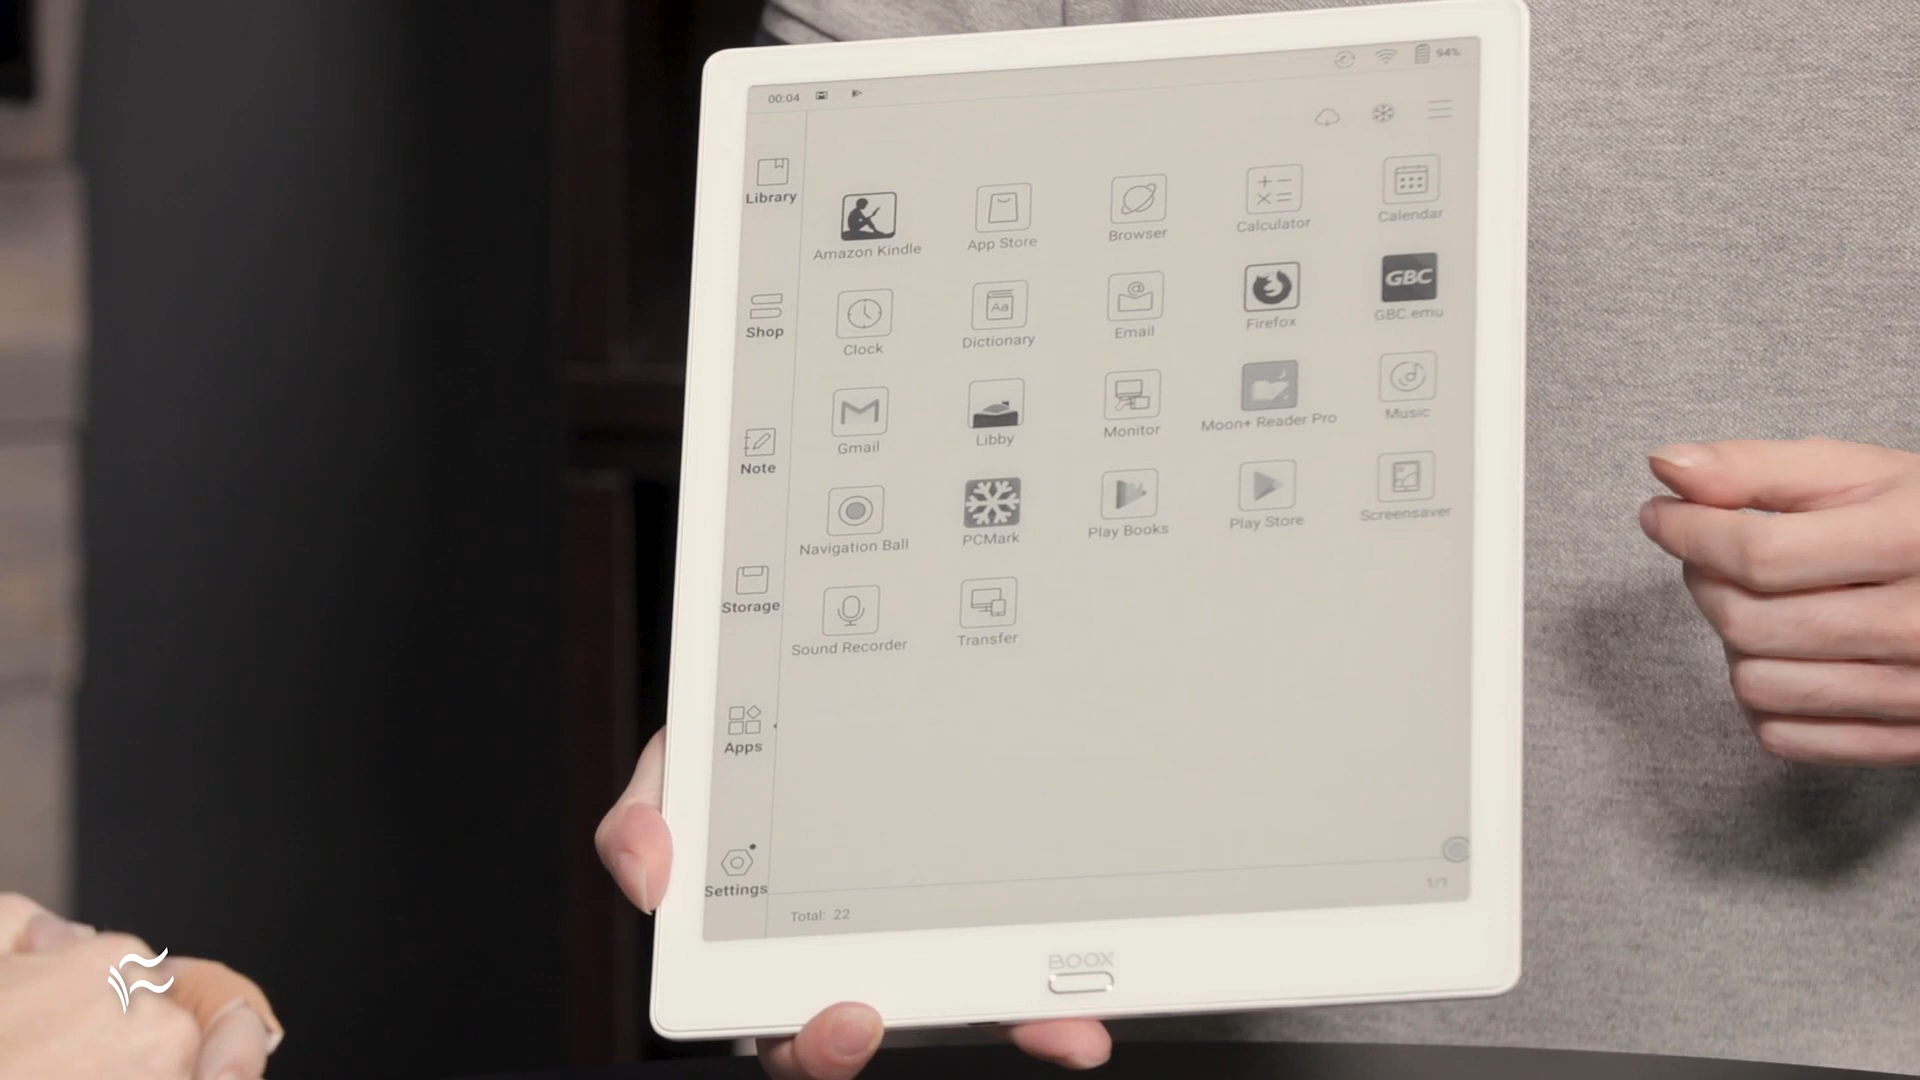 00:04
94%
Library
Shop
Note
Storage
Apps
Settings
Amazon Kindle
App Store
Browser
Calculator
Calendar
Clock
Aa
Dictionary
@
Email
Firefox
GBC
GBC.emu
Gmail
Libby
Monitor
Moon+ Reader Pro
Music
Navigation Ball
PCMark
Play Books
Play Store
Screensaver
Sound Recorder
Transfer
Total: 22
1/1
BOOX